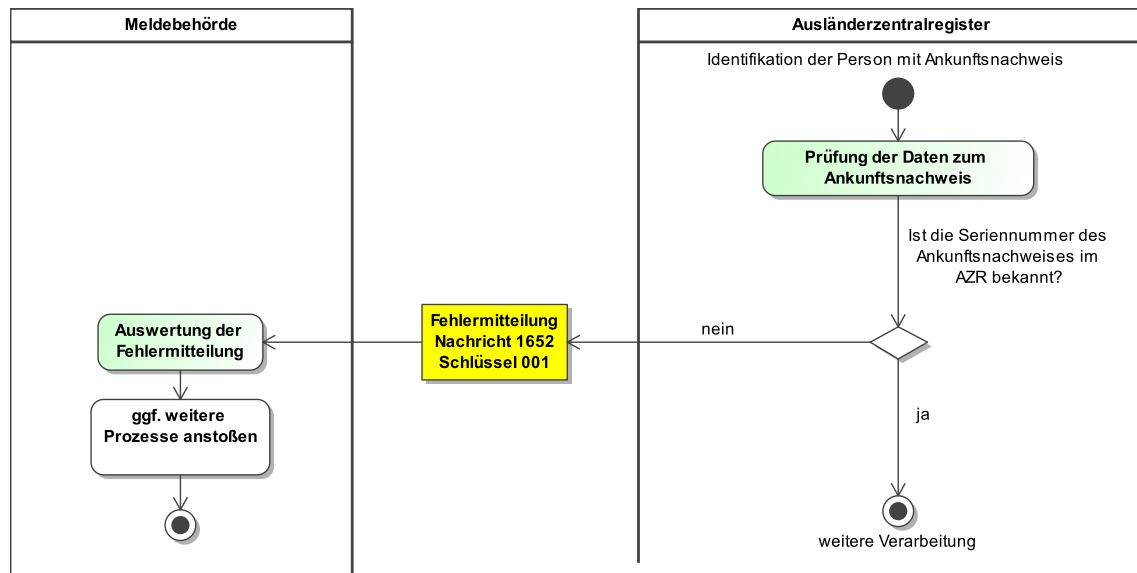 Meldebehörde
Ausländerzentralregister
Identifikation der Person mit Ankunftsnachweis
Prüfung der Daten zum
Ankunftsnachweis
Ist die Seriennummer des
Ankunftsnachweises im
AZR bekannt?
nein
Fehlermitteilung
Nachricht 1652
Schlüssel 001
Auswertung der
Fehlermitteilung
ggf. weitere
Prozesse anstoßen
ja
weitere Verarbeitung